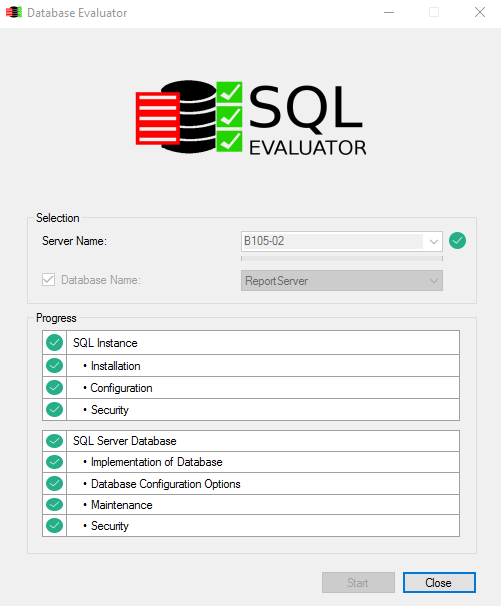 Database Evaluator
SQL
EVALUATOR
Selection
Server Name: B105-02
Database Name: ReportServer
Progress
SQL Instance
• Installation
• Configuration
• Security
SQL Server Database
• Implementation of Database
• Database Configuration Options
• Maintenance
• Security
Start Close